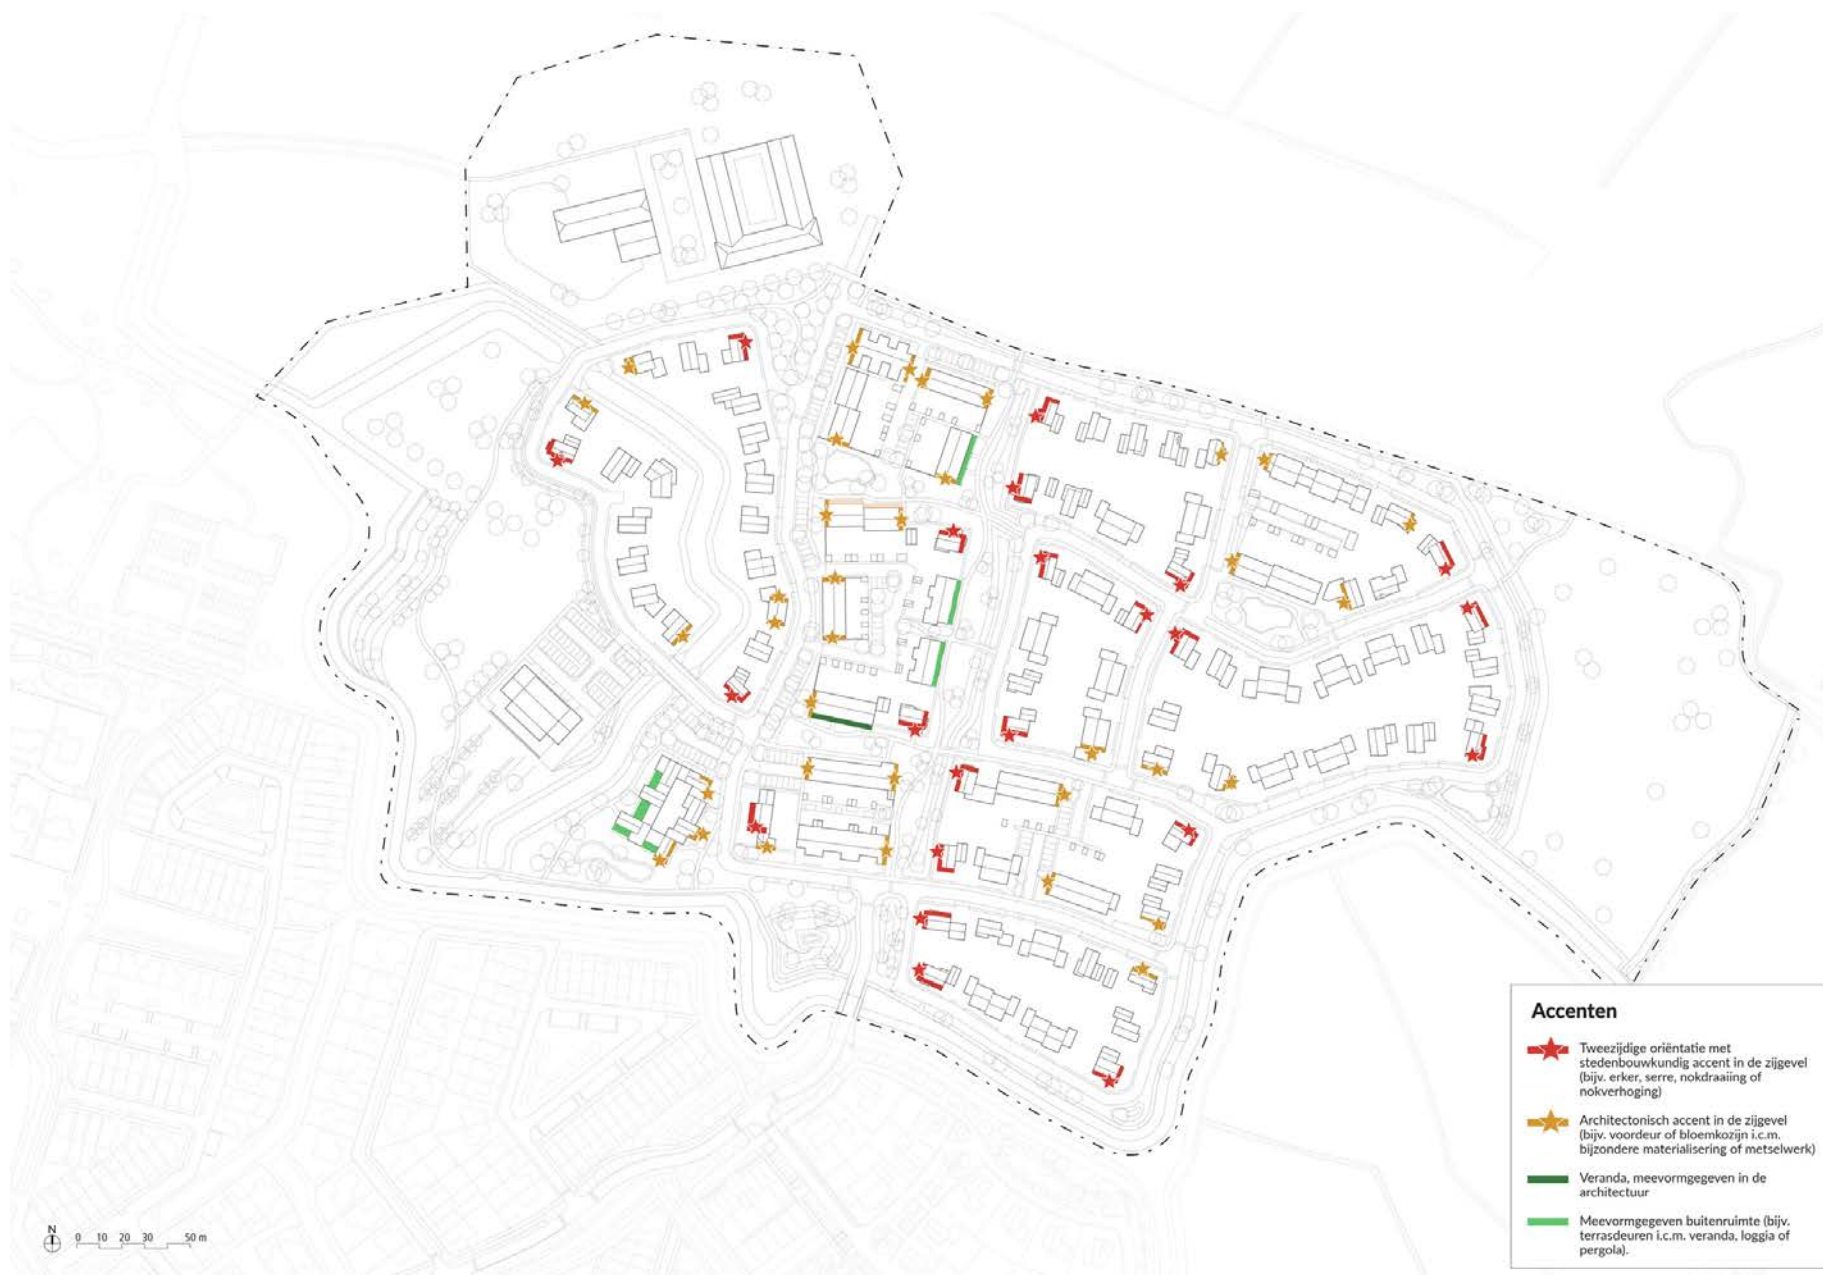 Accenten
Tweezijdige oriëntatie met
stedenbouwkundig accent in de zijgevel
(bijv. erker, serre, nokdraaiing of
nokverhoging)
Architectonisch accent in de zijgevel
(bijv. voordeur of bloemkozijn i.c.m.
bijzondere materialisering of metselwerk)
Veranda, meevormgegeven in de
architectuur
Meevormgegeven buitenruimte (bijv.
terrasdeuren i.c.m. veranda, loggia of
pergola).
N
0 10 20 30 50 m